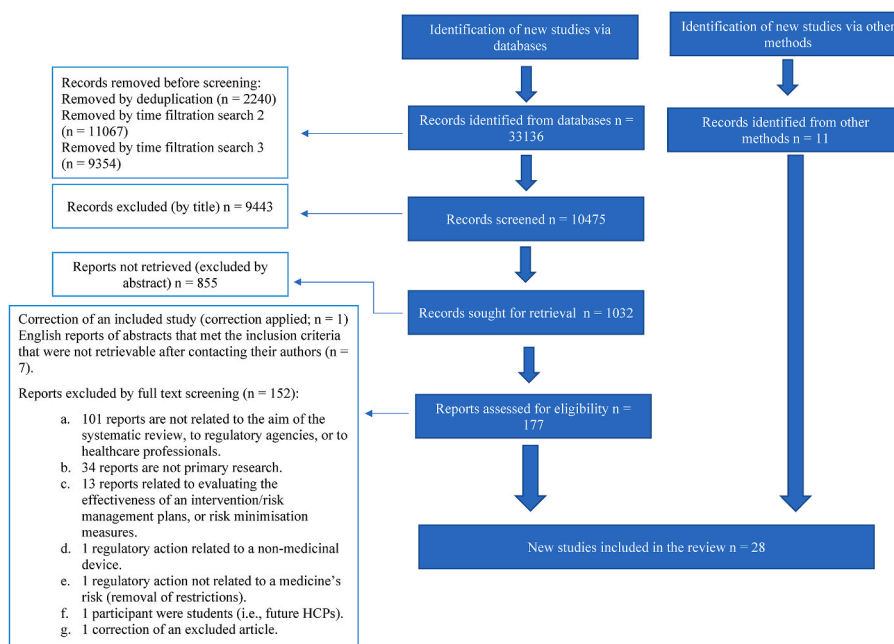 Identification of new studies via
databases
Identification of new studies via other
methods
Records removed before screening:
Removed by deduplication (n = 2240)
Removed by time filtration search 2
(n = 11067)
Removed by time filtration search 3
(n = 9354)
Records identified from databases n =
33136
Records identified from other
methods n = 11
Records excluded (by title) n = 9443
Records screened n = 10475
Reports not retrieved (excluded by
abstract) n = 855
Records sought for retrieval n = 1032
Correction of an included study (correction applied; n = 1)
English reports of abstracts that met the inclusion criteria
that were not retrievable after contacting their authors (n =
7).
Reports excluded by full text screening (n = 152):
a. 101 reports are not related to the aim of the
systematic review, to regulatory agencies, or to
healthcare professionals.
b. 34 reports are not primary research.
c. 13 reports related to evaluating the
effectiveness of an intervention/risk
management plans, or risk minimisation
measures.
d. 1 regulatory action related to a non-medicinal
device.
e. 1 regulatory action not related to a medicine's
risk (removal of restrictions).
f. 1 participant were students (i.e., future HCPs).
g. 1 correction of an excluded article.
Reports assessed for eligibility n =
177
New studies included in the review n = 28